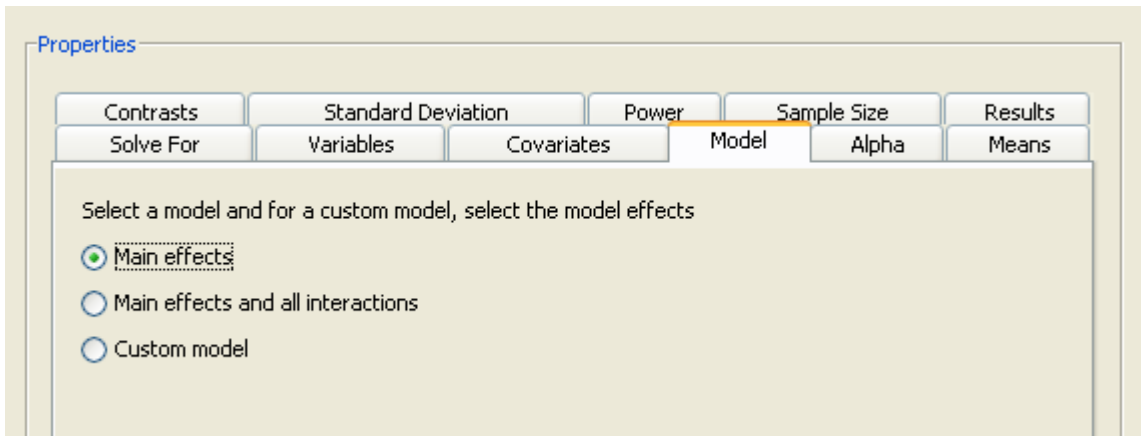 Properties
Contrasts Standard Deviation Power Sample Size Results
Solve For Variables Covariates Model Alpha Means
Select a model and for a custom model, select the model effects
Main effects
Main effects and all interactions
Custom model